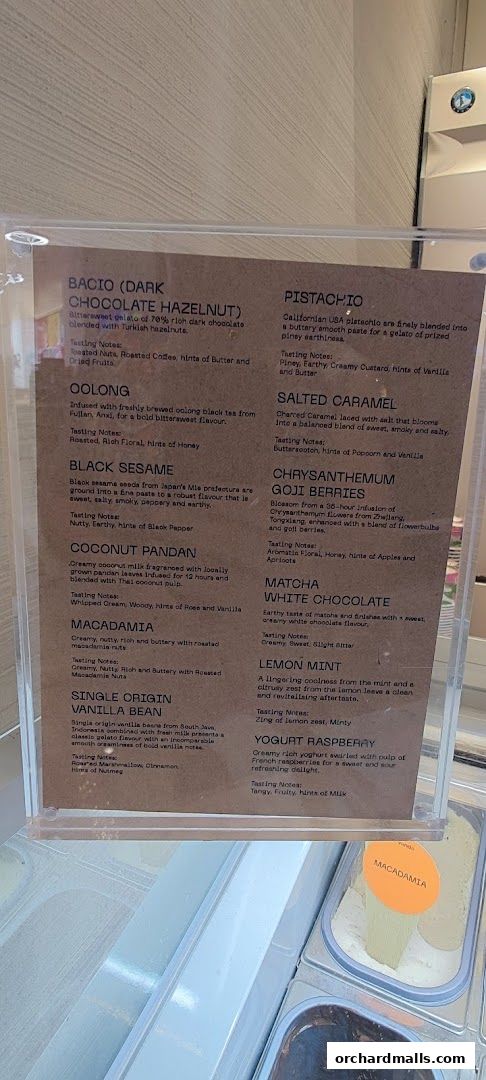 BACIO (DARK
CHOCOLATE HAZELNUT)
Bittersweet gelato of 70% rich dark chocolate
blended with Turkish hazelnuts.
Tasting Notes:
Toasted Nuts, Roasted Coffee, hints of Butter and
Dried Fruits.
OOLONG
Infused with freshly brewed oolong black tea from
Fujian, Anxi, for a bold bittersweet flavour.
Tasting Notes:
Roasted, Rich Floral, hints of Honey
BLACK SESAME
Black sesame seeds from Japan's Mie prefecture are
ground into a fine paste to a robust flavour that is
sweet, salty, smoky, peppery and earthy.
Tasting Notes:
Nutty, Earthy, hints of Black Pepper
COCONUT PANDAN
Creamy coconut milk fragranced with locally
grown pandan leaves infused for 12 hours and
blended with Thai coconut pulp.
Tasting Notes:
Whipped Cream, Woody, hints of Rose and Vanilla
MACADAMIA
Creamy, nutty, rich and buttery with roasted
macadamia nuts
Tasting Notes:
Creamy, Nutty, Rich and Buttery with Roasted
Macadamia Nuts
SINGLE ORIGIN
VANILLA BEAN
Single origin vanilla beans from South Java,
Indonesia combined with fresh milk presents a
classic gelato flavour with an incomparable
smooth creaminess of bold vanilla notes.
Tasting Notes:
Roasted Marshmallow, Cinnamon,
hints of Nutmeg
PISTACHIO
Californian USA pistachio are finely blended into
a buttery smooth paste for a gelato of prized
piney earthiness.
Tasting Notes:
Piney, Earthy, Creamy Custard, hints of Vanilla
and Butter
SALTED CARAMEL
Charred Caramel laced with salt that blooms
into a balanced blend of sweet, smoky and salty.
Tasting Notes:
Butterscotch, hints of Popcorn and Vanilla
CHRYSANTHEMUM
GOJI BERRIES
Blossom from a 36-hour infusion of
Chrysanthemum flowers from Zhejiang,
Tongxiang, enhanced with a blend of flowerbulbs
and goji berries.
Tasting Notes:
Aromatic Floral, Honey, hints of Apples and
Apricots
MATCHA
WHITE CHOCOLATE
Earthy taste of matcha and finishes with a sweet,
creamy white chocolate flavour.
Tasting Notes:
Creamy, Sweet, Slight Bitter
LEMON MINT
A lingering coolness from the mint and a
citrusy zest from the lemon leave a clean
and revitalising aftertaste.
Tasting Notes:
Zing of lemon zest, Minty
YOGURT RASPBERRY
Creamy rich yoghurt swirled with pulp of
French raspberries for a sweet and sour
refreshing delight.
Tasting Notes:
Tangy, Fruity, hints of Milk
MACADAMIA
orchardmalls.com